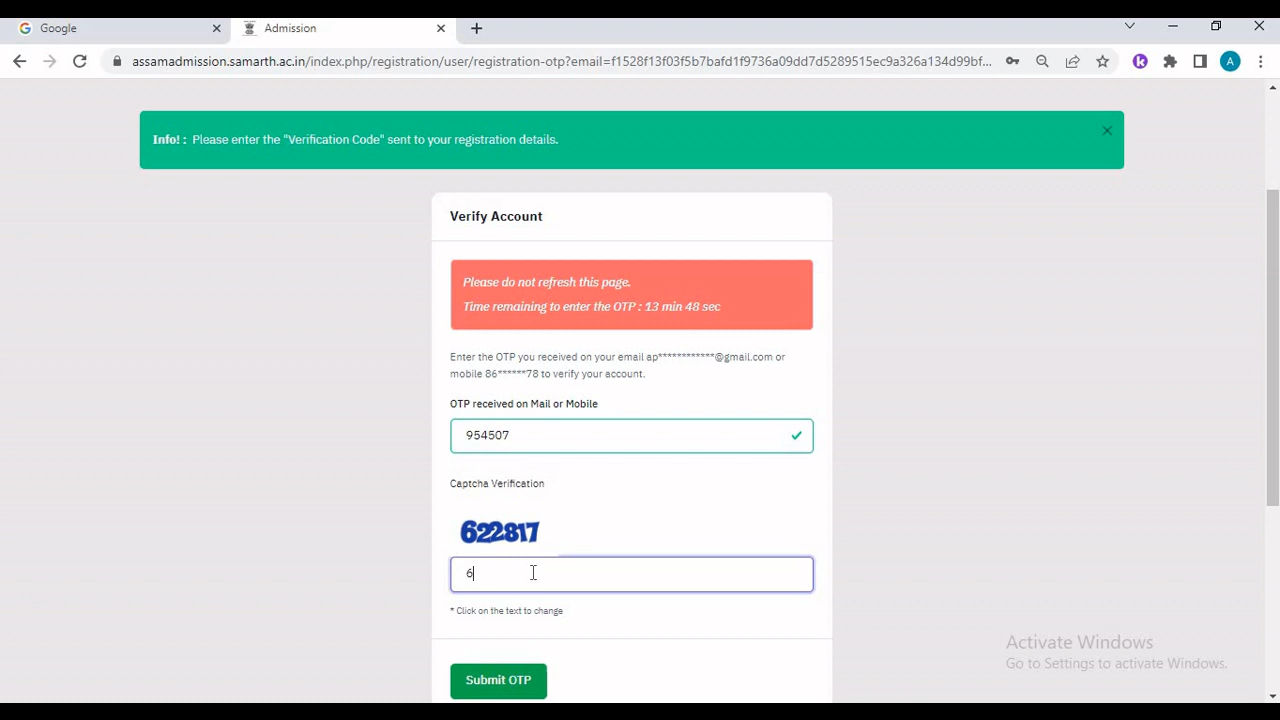 Google
Admission
assamadmission.samarth.ac.in/index.php/registration/user/registration-otp?email=f1528f13f03f5b7bafd1f9736a09dd7d5289515ec9a326a134d99bf...
A
Info! : Please enter the "Verification Code" sent to your registration details.
Verify Account
Please do not refresh this page.
Time remaining to enter the OTP : 13 min 48 sec
Enter the OTP you received on your email ap************@gmail.com or
mobile 86******78 to verify your account.
OTP received on Mail or Mobile
954507
Captcha Verification
622817
6
* Click on the text to change
Submit OTP
Activate Windows
Go to Settings to activate Windows.